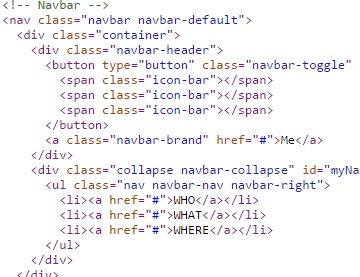 <!-- Navbar -->
<nav class="navbar navbar-default">
  <div class="container">
    <div class="navbar-header">
      <button type="button" class="navbar-toggle"
        <span class="icon-bar"></span>
        <span class="icon-bar"></span>
        <span class="icon-bar"></span>
      </button>
      <a class="navbar-brand" href="#">Me</a>
    </div>
    <div class="collapse navbar-collapse" id="myNa
      <ul class="nav navbar-nav navbar-right">
        <li><a href="#">WHO</a></li>
        <li><a href="#">WHAT</a></li>
        <li><a href="#">WHERE</a></li>
      </ul>
    </div>